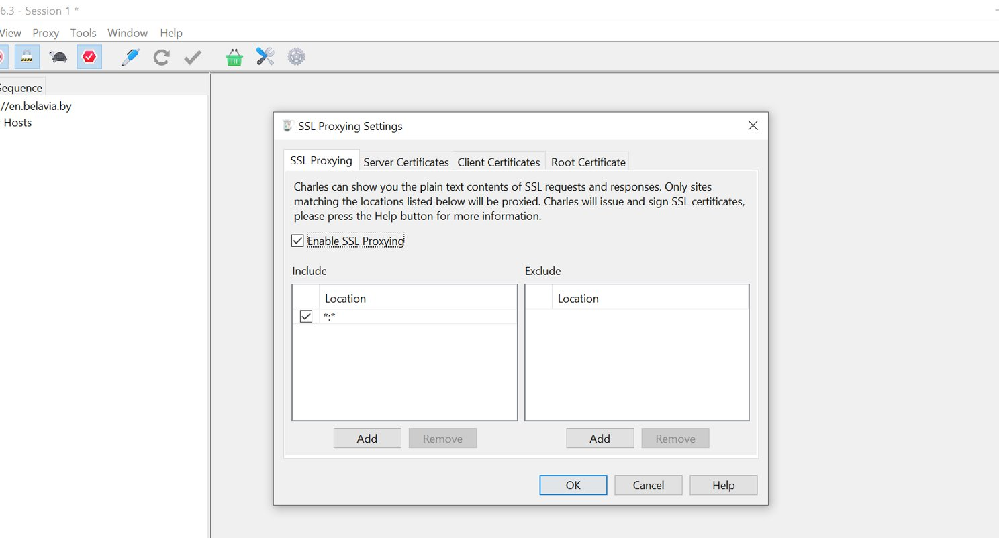 6.3 - Session 1 *
View Proxy Tools Window Help
Sequence
//en.belavia.by
Hosts
SSL Proxying Settings
SSL Proxying Server Certificates Client Certificates Root Certificate
Charles can show you the plain text contents of SSL requests and responses. Only sites
matching the locations listed below will be proxied. Charles will issue and sign SSL certificates,
please press the Help button for more information.
Enable SSL Proxying
Include Exclude
Location Location
*:*
Add Remove Add Remove
OK Cancel Help